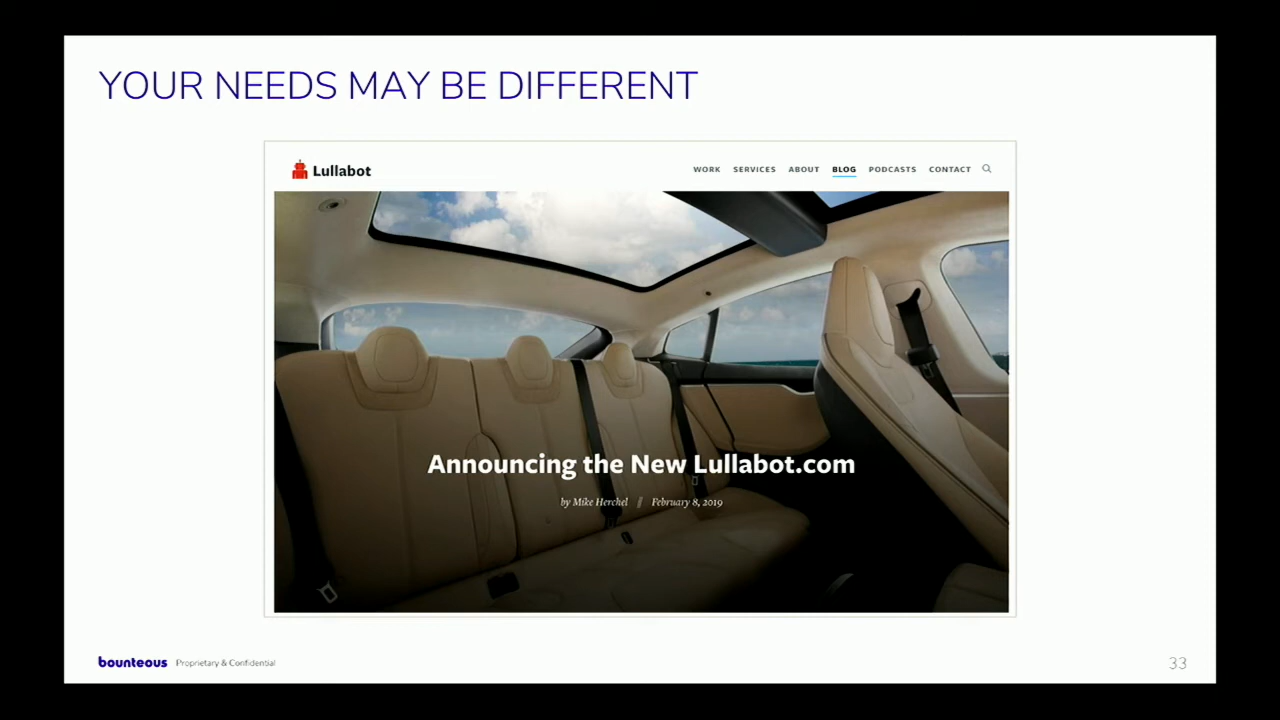 YOUR NEEDS MAY BE DIFFERENT
Lullabot
WORK SERVICES ABOUT BLOG PODCASTS CONTACT
Announcing the New Lullabot.com
by Mike Herchel // February 8, 2019
bounteous Proprietary & Confidential
33